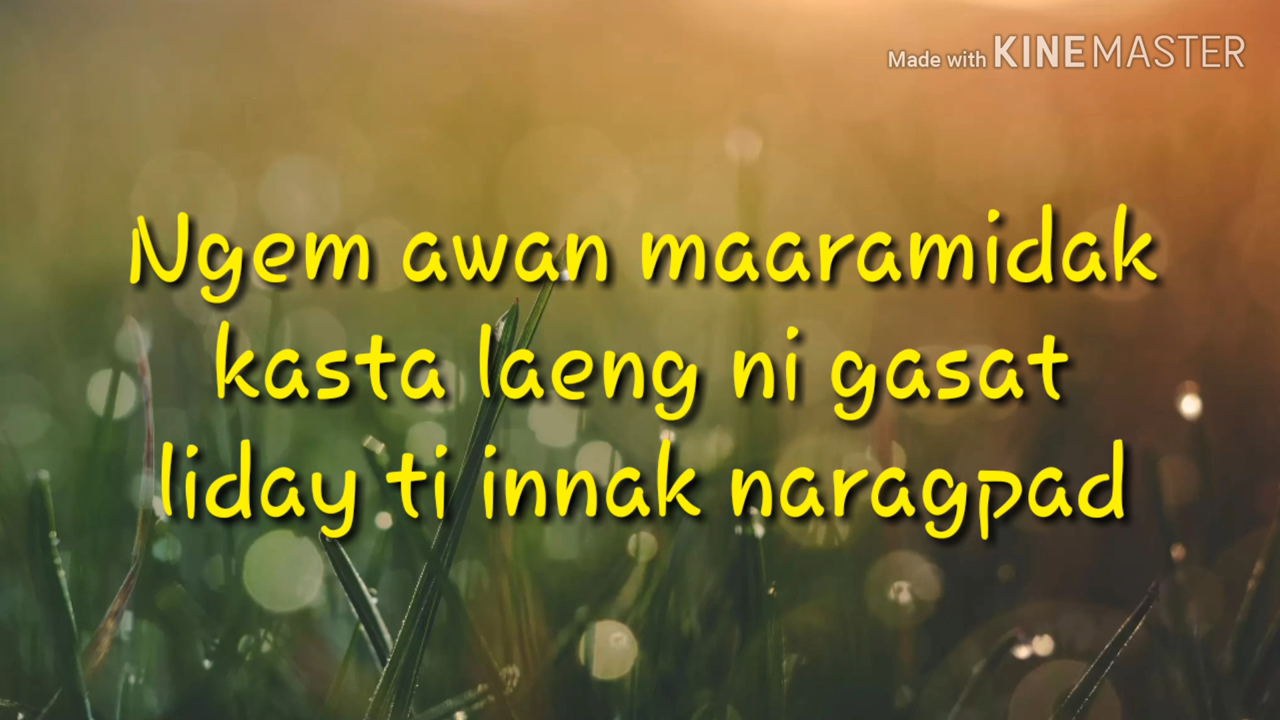 Made with KINEMASTER
Ngem awan maaramidak
kasta laeng ni gasat
liday ti innak naragpad